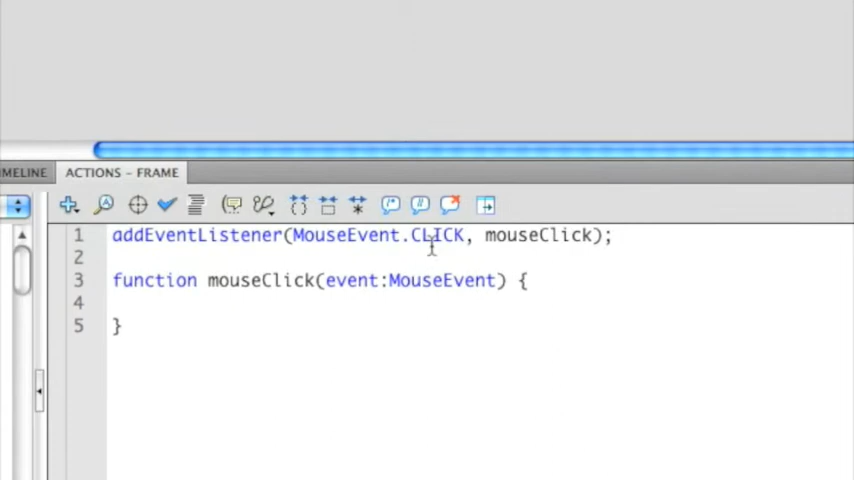 MELINE ACTIONS – FRAME
1 addEventListener(MouseEvent.CLICK, mouseClick);
2
3 function mouseClick(event:MouseEvent) {
4
5 }